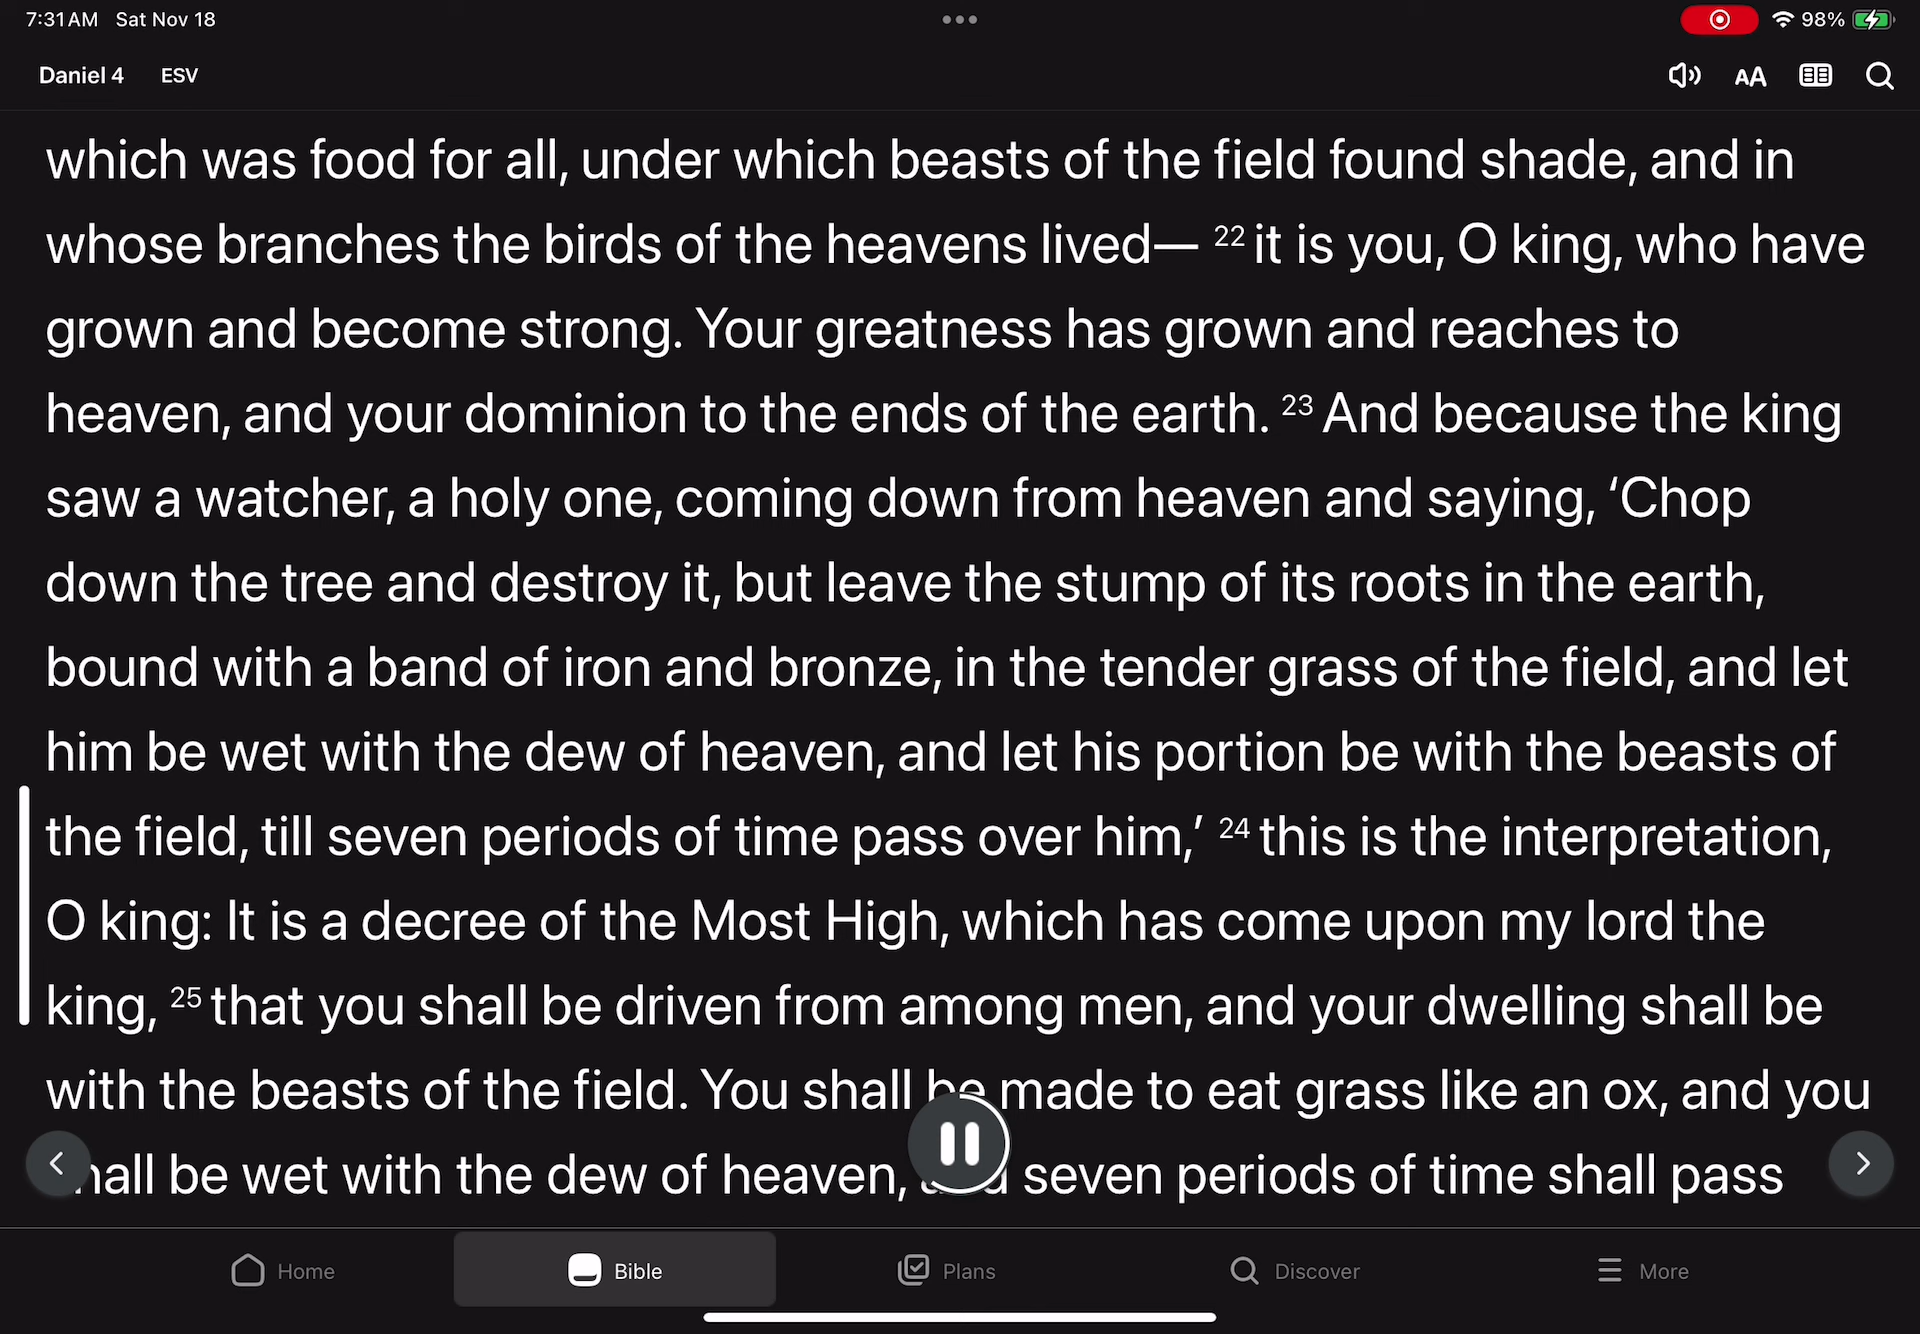 7:31 AM Sat Nov 18
98%
Daniel 4 ESV
AA
which was food for all, under which beasts of the field found shade, and in
whose branches the birds of the heavens lived— 22 it is you, O king, who have
grown and become strong. Your greatness has grown and reaches to
heaven, and your dominion to the ends of the earth. 23 And because the king
saw a watcher, a holy one, coming down from heaven and saying, ‘Chop
down the tree and destroy it, but leave the stump of its roots in the earth,
bound with a band of iron and bronze, in the tender grass of the field, and let
him be wet with the dew of heaven, and let his portion be with the beasts of
the field, till seven periods of time pass over him,’ 24 this is the interpretation,
O king: It is a decree of the Most High, which has come upon my lord the
king, 25 that you shall be driven from among men, and your dwelling shall be
with the beasts of the field. You shall be made to eat grass like an ox, and you
hall be wet with the dew of heaven, seven periods of time shall pass
Home Bible Plans Discover More